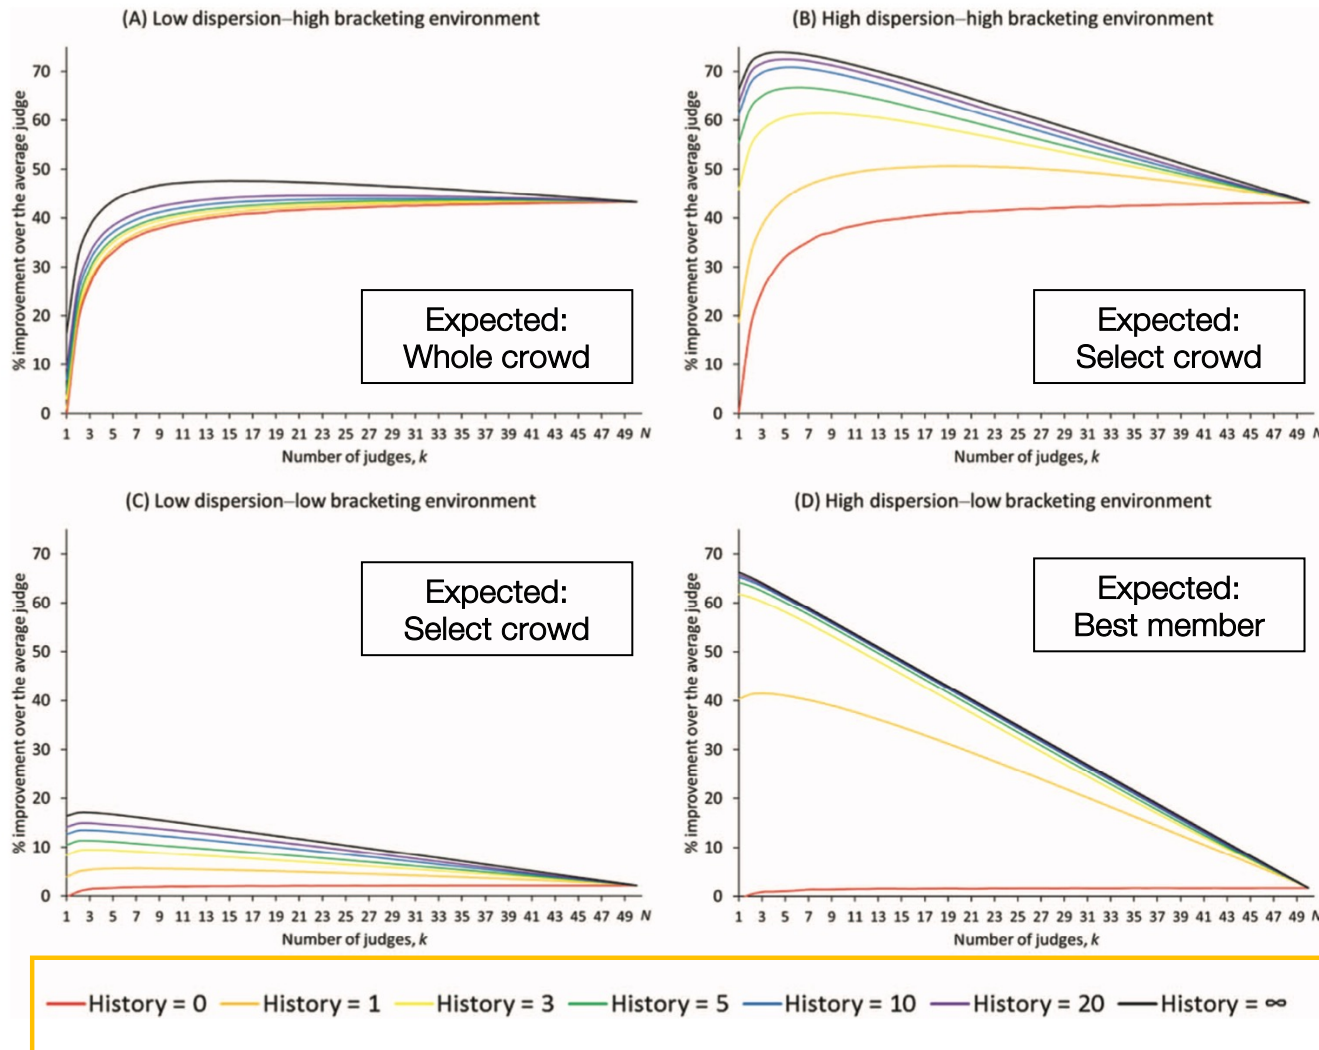 (A) Low dispersion–high bracketing environment
% improvement over the average judge
70
60
50
40
30
20
10
0
Expected:
Whole crowd
1 3 5 7 9 11 13 15 17 19 21 23 25 27 29 31 33 35 37 39 41 43 45 47 49 N
Number of judges, k
(B) High dispersion–high bracketing environment
% improvement over the average judge
70
60
50
40
30
20
10
0
Expected:
Select crowd
1 3 5 7 9 11 13 15 17 19 21 23 25 27 29 31 33 35 37 39 41 43 45 47 49 N
Number of judges, k
(C) Low dispersion–low bracketing environment
% improvement over the average judge
70
60
50
40
30
20
10
0
Expected:
Select crowd
1 3 5 7 9 11 13 15 17 19 21 23 25 27 29 31 33 35 37 39 41 43 45 47 49 N
Number of judges, k
(D) High dispersion–low bracketing environment
% improvement over the average judge
70
60
50
40
30
20
10
0
Expected:
Best member
1 3 5 7 9 11 13 15 17 19 21 23 25 27 29 31 33 35 37 39 41 43 45 47 49 N
Number of judges, k
History = 0 History = 1 History = 3 History = 5 History = 10 History = 20 History = ∞